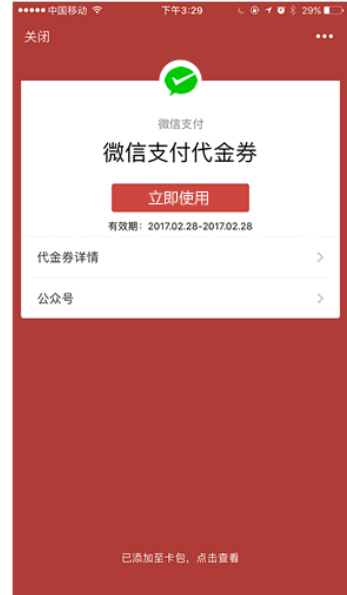 中国移动 下午3:29 29%
关闭
微信支付
微信支付代金券
立即使用
有效期：2017.02.28-2017.02.28
代金券详情
公众号
已添加至卡包，点击查看